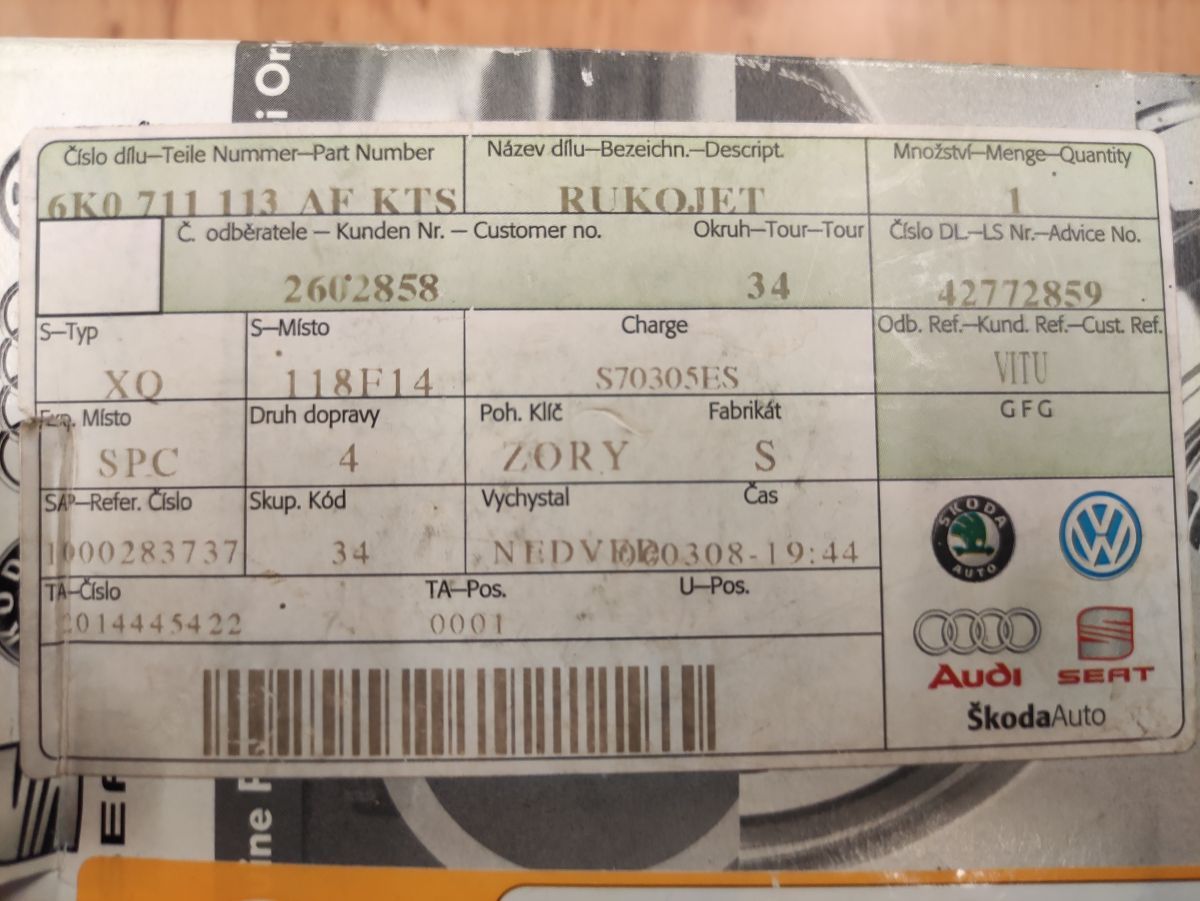 i Ori
Číslo dílu—Teile Nummer—Part Number
Název dílu—Bezeichn.—Descript.
Množství—Menge—Quantity
6K0 711 113 AF KTS
RUKOJET
1
Č. odběratele — Kunden Nr. — Customer no.
Okruh—Tour—Tour
Číslo DL.—LS Nr.—Advice No.
2602858
34
42772859
S—Typ
S—Místo
Charge
Odb. Ref.—Kund. Ref.—Cust. Ref.
XQ
118F14
S70305ES
VITU
Exp. Místo
Druh dopravy
Poh. Klíč
Fabrikát
GFG
SPC
4
ZORY
S
SAP—Refer. Číslo
Skup. Kód
Vychystal
Čas
1000283737
34
0308-19:44
TA—Číslo
TA—Pos.
U—Pos.
2014445422
0001
ŠKODA
AUTO
Audi
SEAT
ŠkodaAuto